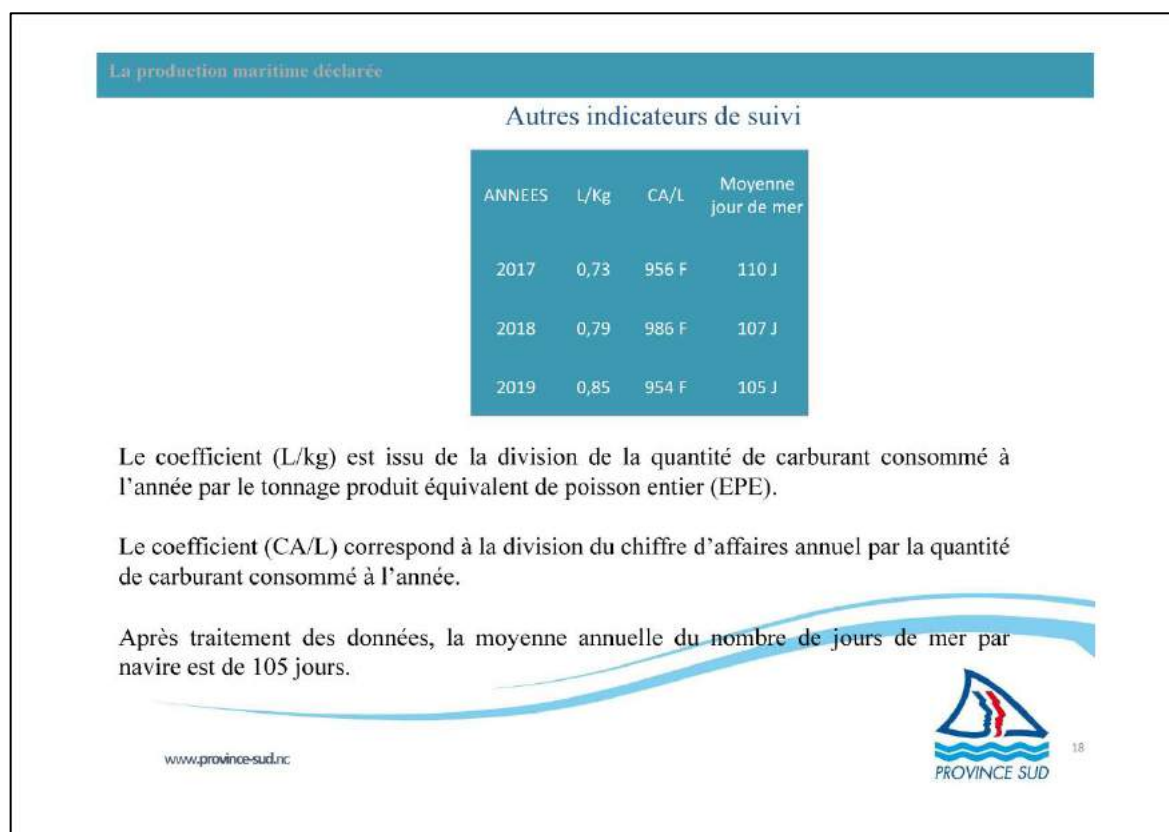 La production maritime déclarée
Autres indicateurs de suivi
ANNEES L/Kg CA/L Moyenne jour de mer
2017 0,73 956 F 110 J
2018 0,79 986 F 107 J
2019 0,85 954 F 105 J
Le coefficient (L/kg) est issu de la division de la quantité de carburant consommé à
l’année par le tonnage produit équivalent de poisson entier (EPE).
Le coefficient (CA/L) correspond à la division du chiffre d’affaires annuel par la quantité
de carburant consommé à l’année.
Après traitement des données, la moyenne annuelle du nombre de jours de mer par
navire est de 105 jours.
www.province-sud.nc
PROVINCE SUD
18